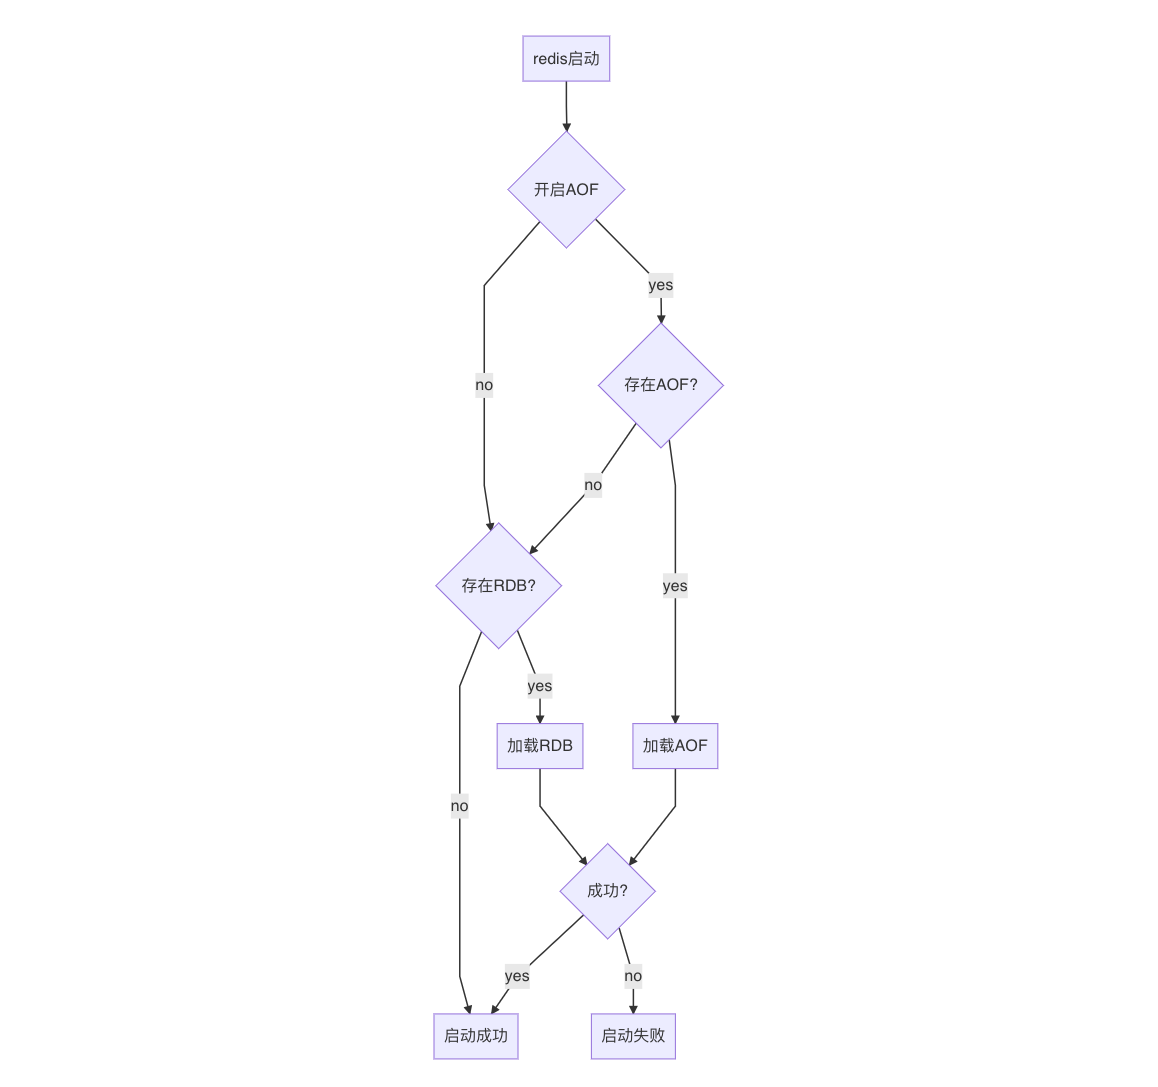 redis启动
开启AOF
yes
no
存在AOF?
no
存在RDB?
yes
yes
加载RDB
加载AOF
no
成功?
yes
no
启动成功
启动失败